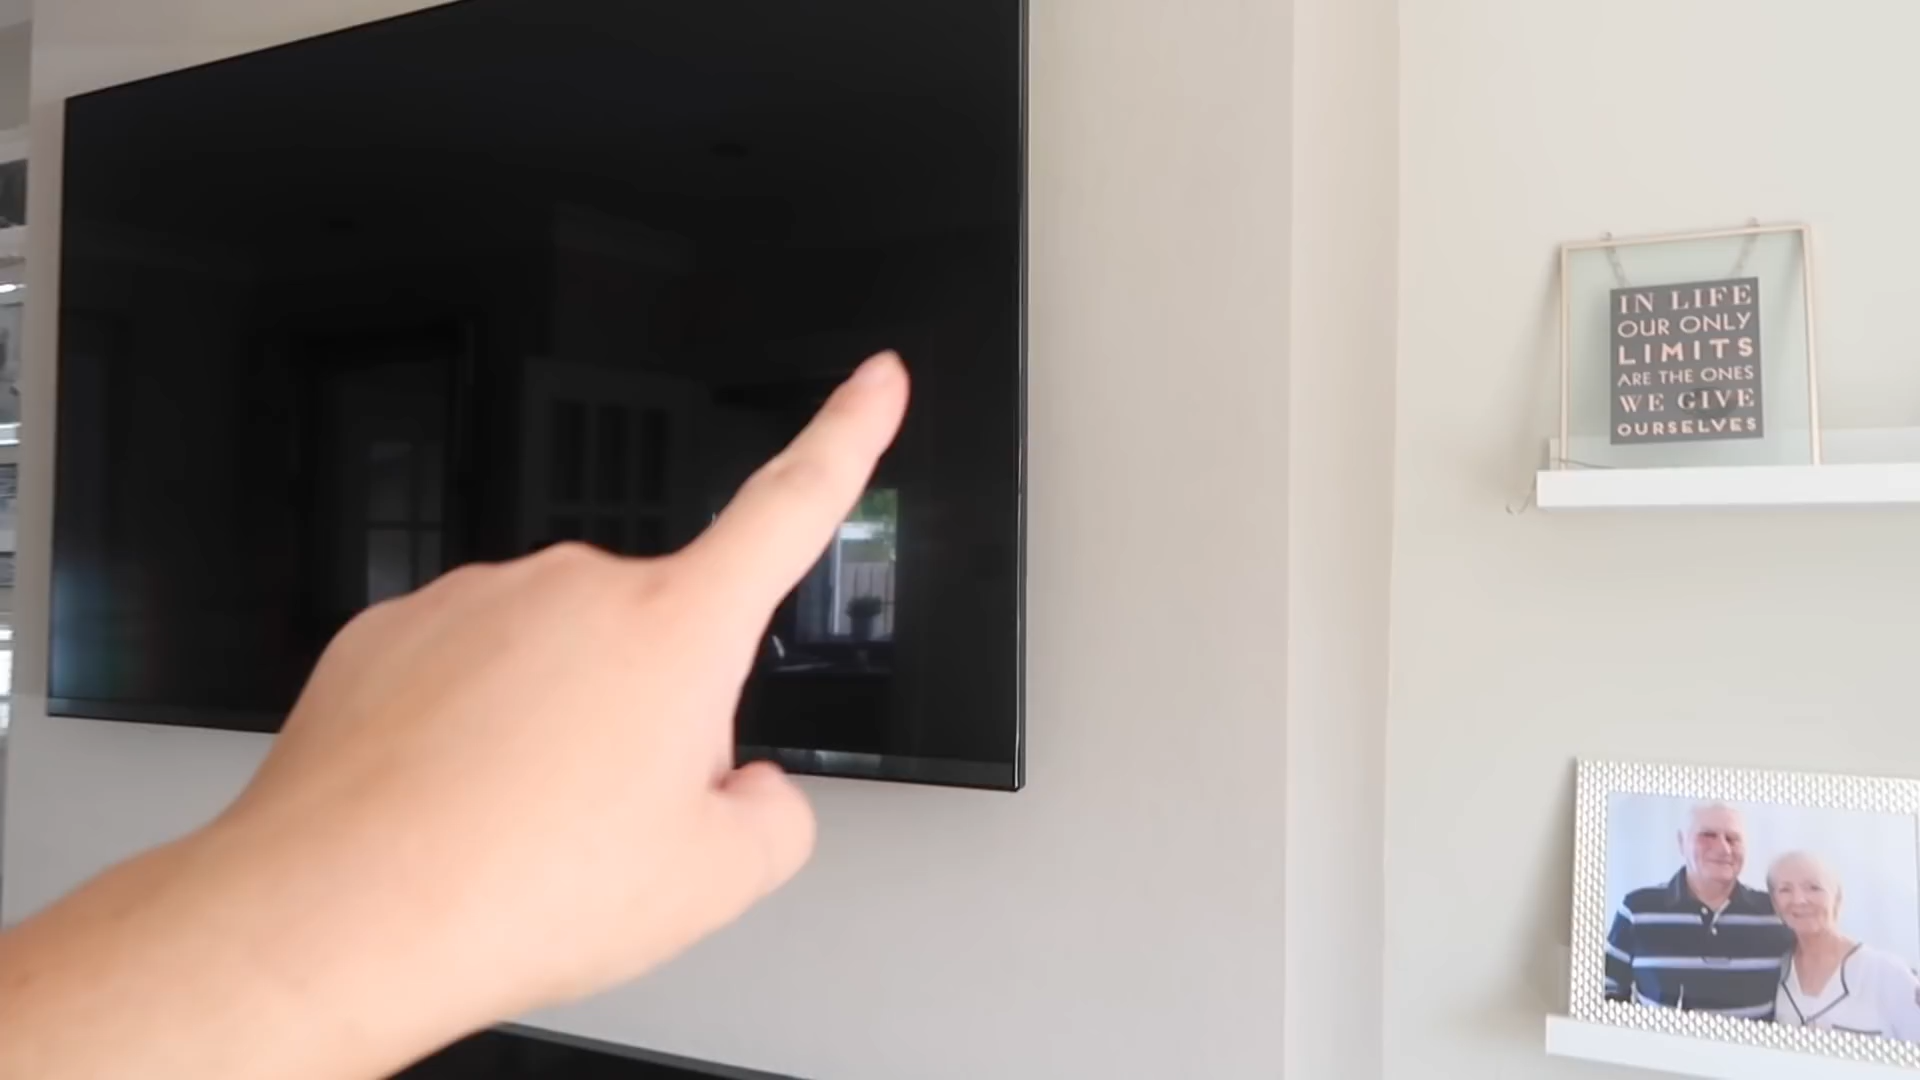 IN LIFE
OUR ONLY
LIMITS
ARE THE ONES
WE GIVE
OURSELVES